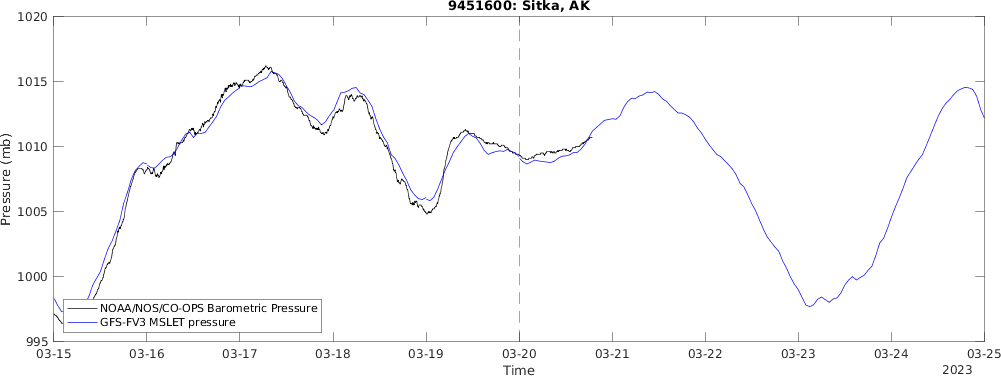 9451600: Sitka, AK
1020
1015
1010
1005
1000
995
Pressure (mb)
NOAA/NOS/CO-OPS Barometric Pressure
GFS-FV3 MSLET pressure
03-15 03-16 03-17 03-18 03-19 03-20 03-21 03-22 03-23 03-24 03-25
Time
2023